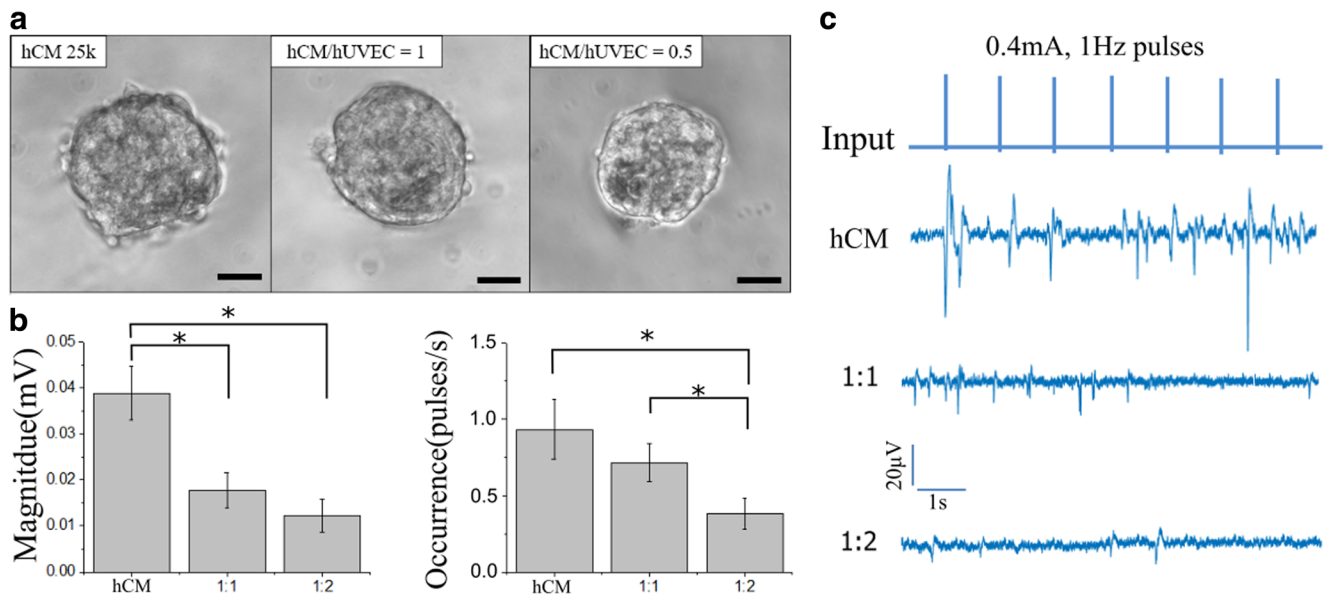 a
hCM 25k
hCM/hUVEC = 1
hCM/hUVEC = 0.5
b
*
*
0.05
0.04
0.03
0.02
0.01
0.00
Magnitdue(mV)
hCM
1:1
1:2
*
*
1.5
1.0
0.5
0.0
Occurrence(pulses/s)
hCM
1:1
1:2
c
0.4mA, 1Hz pulses
Input
hCM
1:1
20μV
1s
1:2